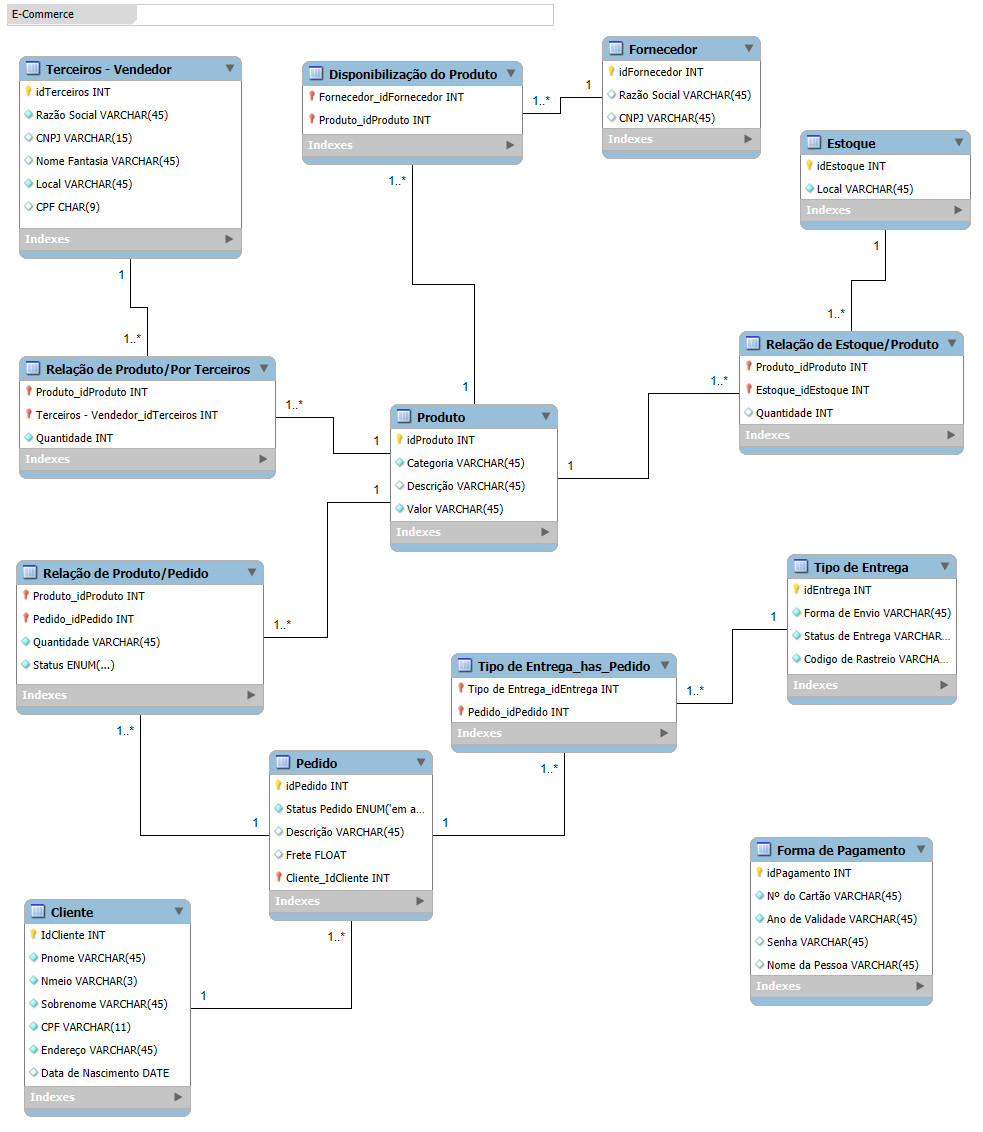 E-Commerce
Terceiros - Vendedor
idTerceiros INT
Razão Social VARCHAR(45)
CNPJ VARCHAR(15)
Nome Fantasia VARCHAR(45)
Local VARCHAR(45)
CPF CHAR(9)
Indexes
Disponibilização do Produto
Fornecedor_idFornecedor INT
Produto_idProduto INT
Indexes
1..*
1
Fornecedor
idFornecedor INT
Razão Social VARCHAR(45)
CNPJ VARCHAR(45)
Indexes
Estoque
idEstoque INT
Local VARCHAR(45)
Indexes
1..*
1
1
1
1..*
1..*
Relação de Produto/Por Terceiros
Produto_idProduto INT
Terceiros - Vendedor_idTerceiros INT
Quantidade INT
Indexes
1..*
1
1
Produto
idProduto INT
Categoria VARCHAR(45)
Descrição VARCHAR(45)
Valor VARCHAR(45)
Indexes
1
1..*
Relação de Estoque/Produto
Produto_idProduto INT
Estoque_idEstoque INT
Quantidade INT
Indexes
1
Relação de Produto/Pedido
Produto_idProduto INT
Pedido_idPedido INT
Quantidade VARCHAR(45)
Status ENUM(...)
Indexes
1..*
1..*
1
Tipo de Entrega_has_Pedido
Tipo de Entrega_idEntrega INT
Pedido_idPedido INT
Indexes
1..*
1
Tipo de Entrega
idEntrega INT
Forma de Envio VARCHAR(45)
Status de Entrega VARCHAR...
Codigo de Rastreio VARCHA...
Indexes
1..*
1
Pedido
idPedido INT
Status Pedido ENUM('em a...
Descrição VARCHAR(45)
Frete FLOAT
Cliente_IdCliente INT
Indexes
1..*
1
Cliente
IdCliente INT
Pnome VARCHAR(45)
Nmeio VARCHAR(3)
Sobrenome VARCHAR(45)
CPF VARCHAR(11)
Endereço VARCHAR(45)
Data de Nascimento DATE
Indexes
Forma de Pagamento
idPagamento INT
Nº do Cartão VARCHAR(45)
Ano de Validade VARCHAR(45)
Senha VARCHAR(45)
Nome da Pessoa VARCHAR(45)
Indexes